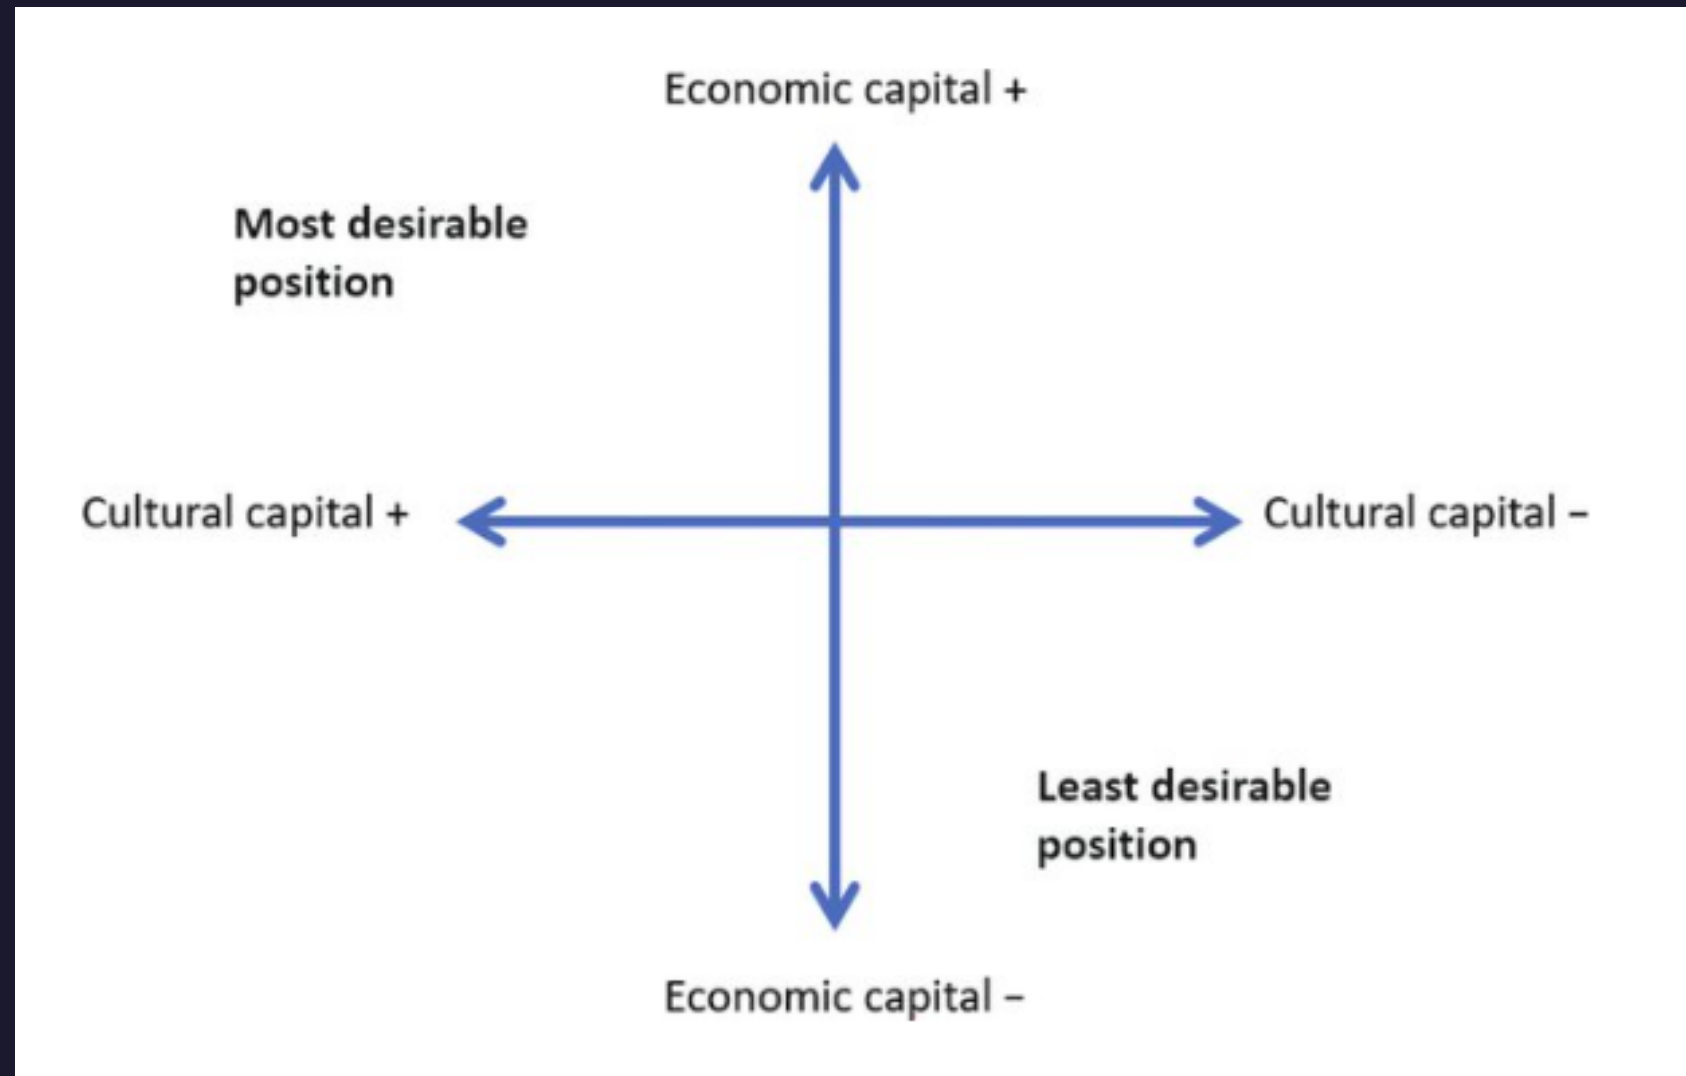 Economic capital +
Most desirable
position
Cultural capital +
Cultural capital –
Least desirable
position
Economic capital –